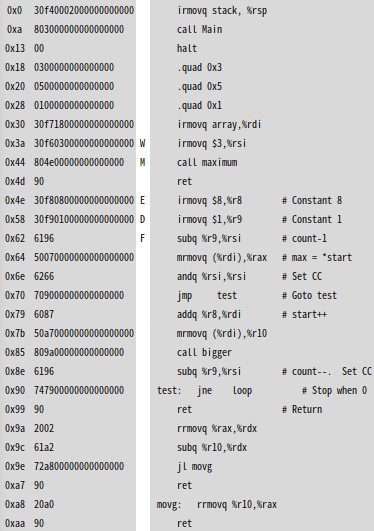 0x0 30f40002000000000000 irmovq stack, %rsp
0xa 803000000000000000 call Main
0x13 00 halt
0x18 0300000000000000 .quad 0x3
0x20 0500000000000000 .quad 0x5
0x28 0100000000000000 .quad 0x1
0x30 30f71800000000000000 irmovq array,%rdi
0x3a 30f60300000000000000 W irmovq $3,%rsi
0x44 804e00000000000000 M call maximum
0x4d 90 ret
0x4e 30f80800000000000000 E irmovq $8,%r8 # Constant 8
0x58 30f90100000000000000 D irmovq $1,%r9 # Constant 1
0x62 6196 F subq %r9,%rsi # count-1
0x64 50070000000000000000 mrmovq (%rdi),%rax # max = *start
0x6e 6266 andq %rsi,%rsi # Set CC
0x70 709000000000000000 jmp test # Goto test
0x79 6087 addq %r8,%rdi # start++
0x7b 50a70000000000000000 mrmovq (%rdi),%r10
0x85 809a00000000000000 call bigger
0x8e 6196 subq %r9,%rsi # count--. Set CC
0x90 747900000000000000 test: jne loop # Stop when 0
0x99 90 ret # Return
0x9a 2002 rrmovq %rax,%rdx
0x9c 61a2 subq %r10,%rdx
0x9e 72a800000000000000 jl movg
0xa7 90 ret
0xa8 20a0 movg: rrmovq %r10,%rax
0xaa 90 ret